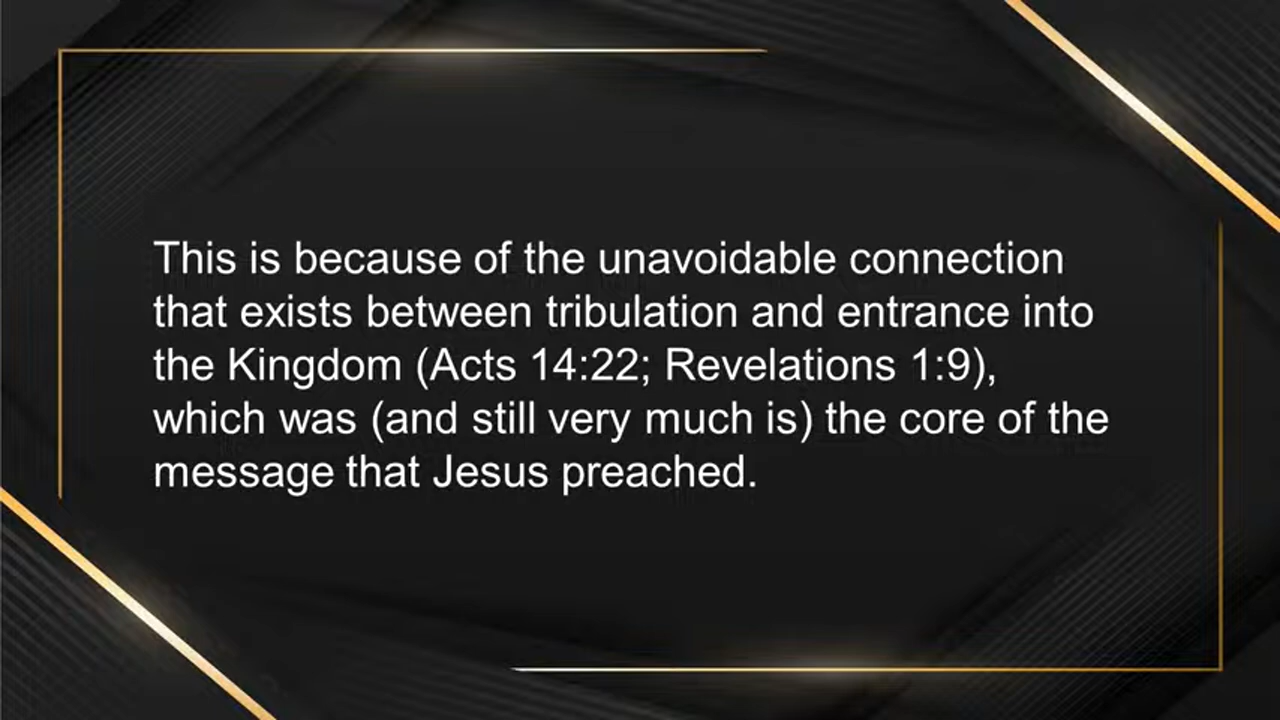 This is because of the unavoidable connection
that exists between tribulation and entrance into
the Kingdom (Acts 14:22; Revelations 1:9),
which was (and still very much is) the core of the
message that Jesus preached.